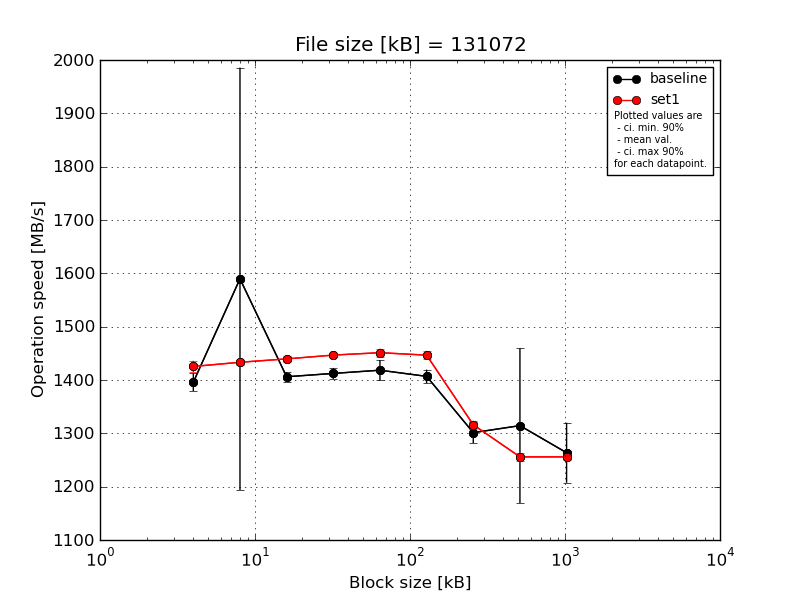 File size [kB] = 131072
2000
1900
1800
1700
1600
1500
1400
1300
1200
1100
Operation speed [MB/s]
baseline
set1
Plotted values are
- ci. min. 90%
- mean val.
- ci. max 90%
for each datapoint.
10^0
10^1
10^2
10^3
10^4
Block size [kB]